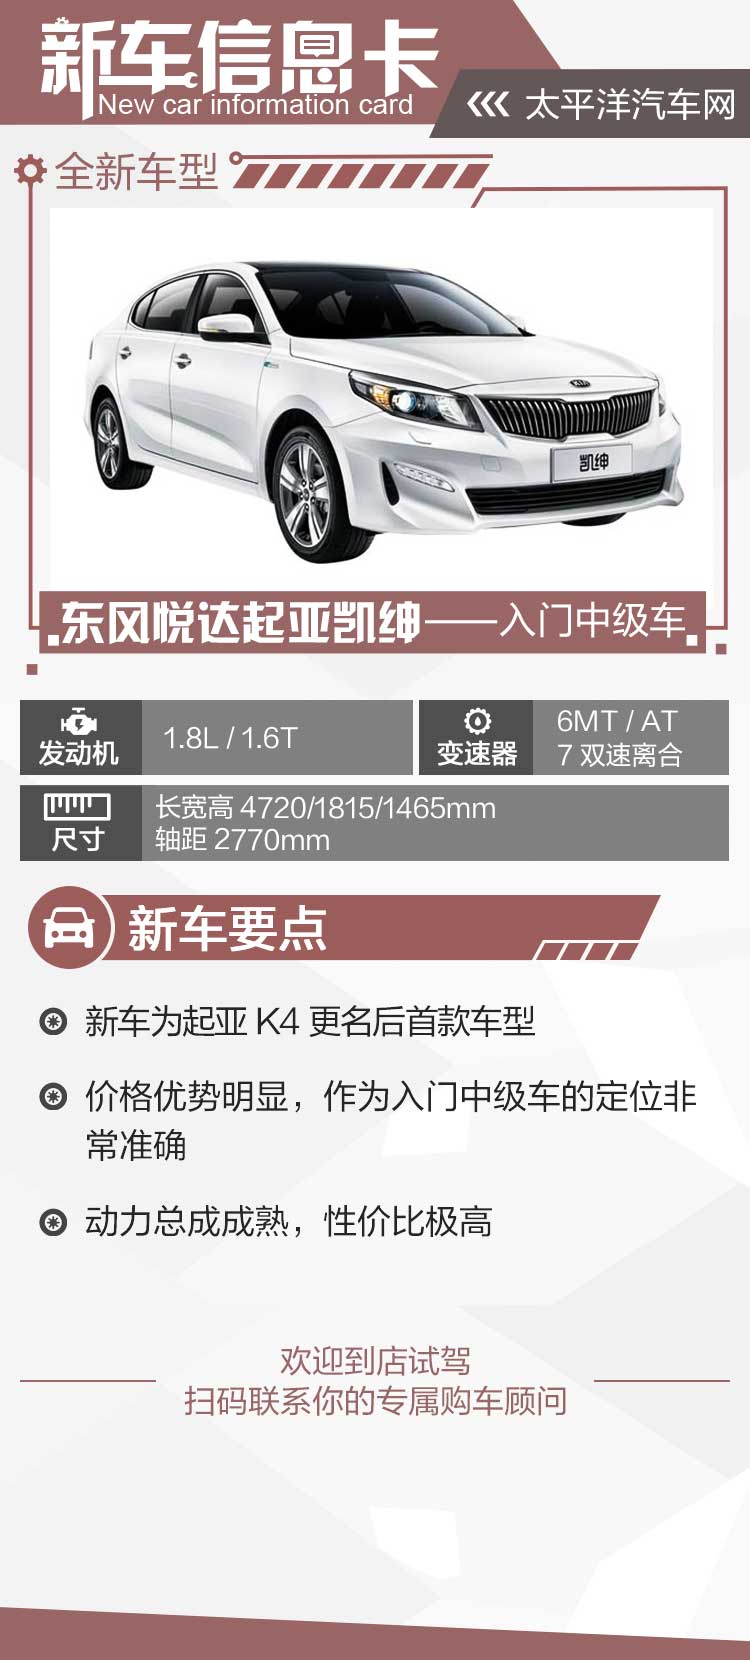 新车信息卡
New car information card
太平洋汽车网
全新车型
KIA
凯绅
东风悦达起亚凯绅——入门中级车
发动机
1.8L / 1.6T
变速器
6MT / AT
7 双速离合
尺寸
长宽高 4720/1815/1465mm
轴距 2770mm
新车要点
新车为起亚 K4 更名后首款车型
价格优势明显，作为入门中级车的定位非
常准确
动力总成成熟，性价比极高
欢迎到店试驾
扫码联系你的专属购车顾问